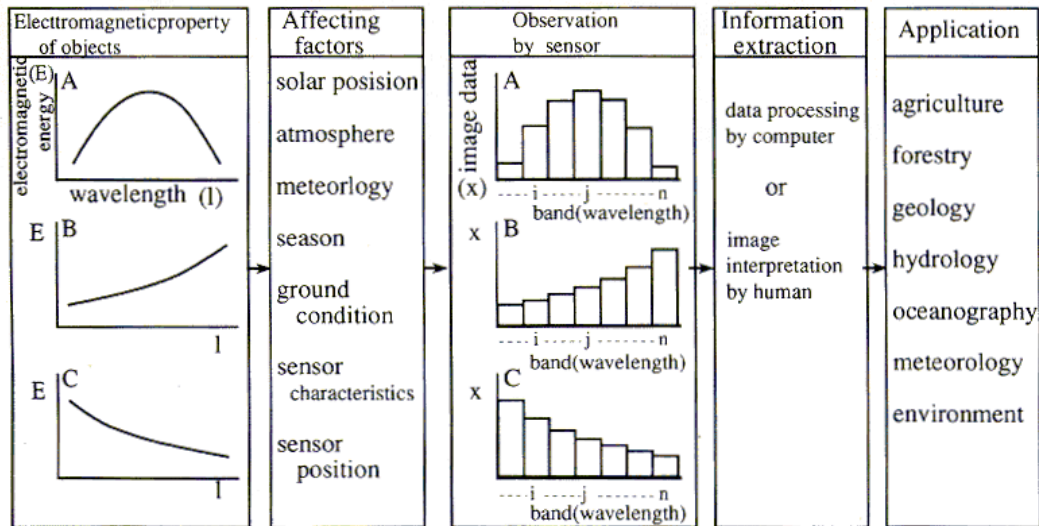 Electtromagneticproperty
of objects
(E)
A
electromagnetic
energy
wavelength (l)
E
B
l
E
C
l
Affecting
factors
solar posision
atmosphere
meteorlogy
season
ground
condition
sensor
characteristics
sensor
position
Observation
by sensor
image data
A
(x)
----- i ------ j ------- n
band(wavelength)
x
B
----- i ------ j ------- n
band(wavelength)
x
C
----- i ------ j ------- n
band(wavelength)
Information
extraction
data processing
by computer
or
image
interpretation
by human
Application
agriculture
forestry
geology
hydrology
oceanography
meteorology
environment